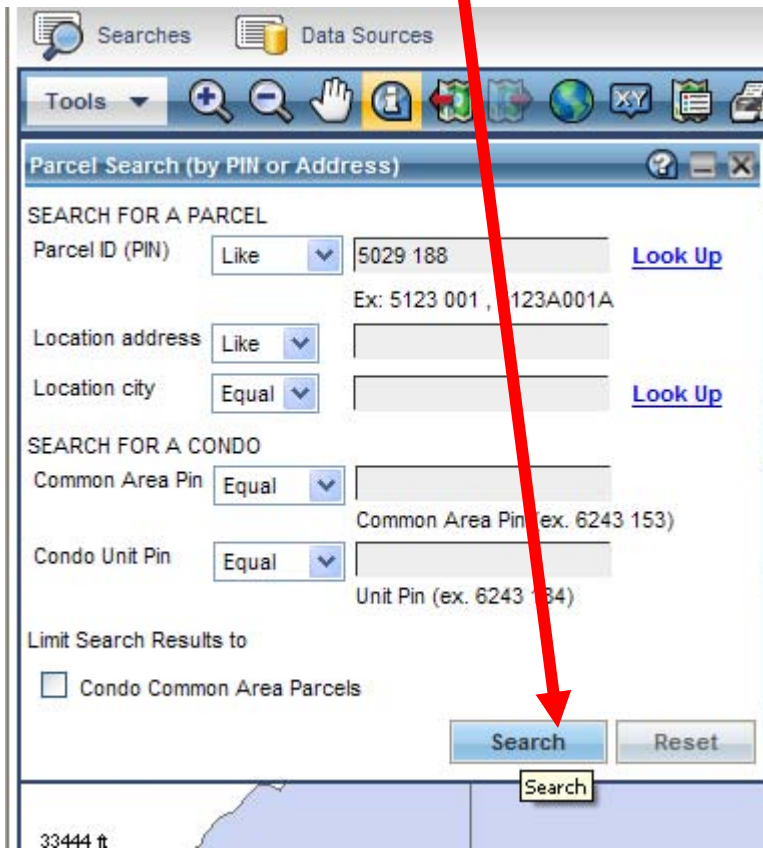 Searches Data Sources
Tools XY
Parcel Search (by PIN or Address)
SEARCH FOR A PARCEL
Parcel ID (PIN) Like 5029 188 Look Up
Ex: 5123 001 , 123A001A
Location address Like
Location city Equal Look Up
SEARCH FOR A CONDO
Common Area Pin Equal
Common Area Pin (ex. 6243 153)
Condo Unit Pin Equal
Unit Pin (ex. 6243 184)
Limit Search Results to
Condo Common Area Parcels
Search Reset
Search
33444 ft